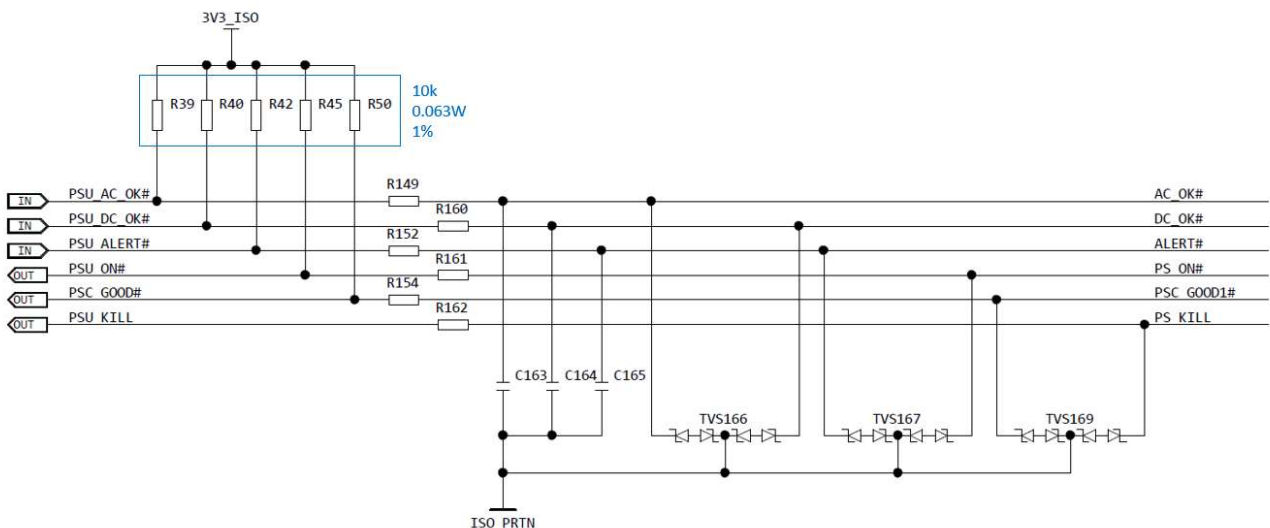 3V3_ISO
R39 R40 R42 R45 R50
10k
0.063W
1%
IN PSU_AC_OK# R149 AC_OK#
IN PSU_DC_OK# R160 DC_OK#
IN PSU_ALERT# R152 ALERT#
OUT PSU_ON# R161 PS_ON#
OUT PSC_GOOD# R154 PSC_GOOD1#
OUT PSU_KILL R162 PS_KILL
C163 C164 C165
TVS166 TVS167 TVS169
ISO_PRTN